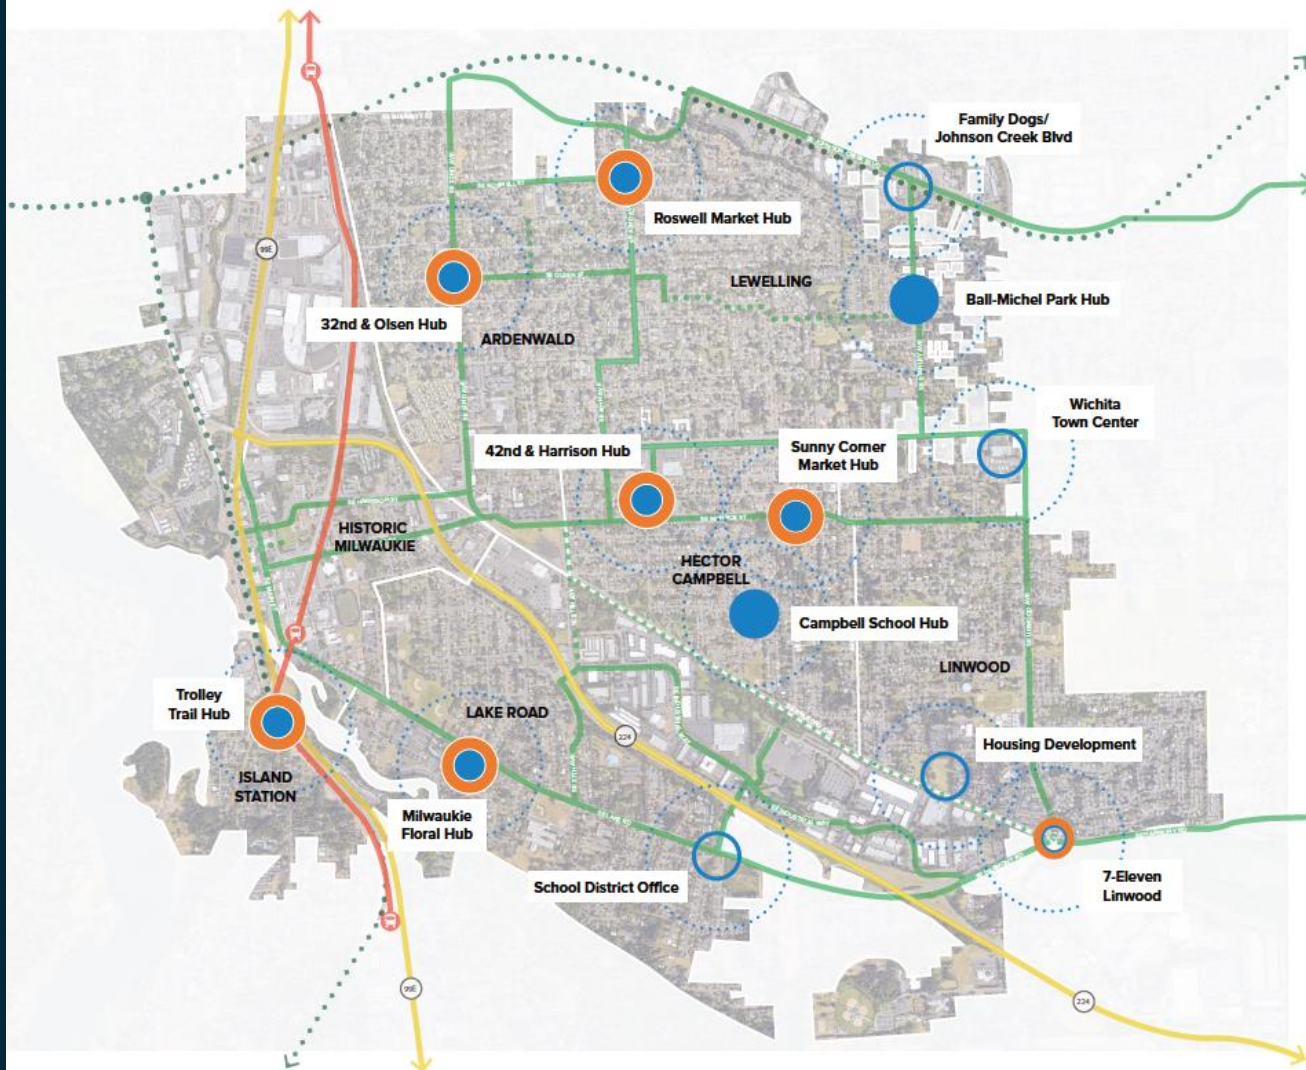 Family Dogs/
Johnson Creek Blvd
99E
Roswell Market Hub
LEWELLING
Ball-Michel Park Hub
32nd & Olsen Hub
ARDENWALD
Wichita
Town Center
42nd & Harrison Hub
Sunny Corner
Market Hub
HISTORIC
MILWAUKIE
HECTOR
CAMPBELL
Campbell School Hub
LINWOOD
Trolley
Trail Hub
LAKE ROAD
224
Housing Development
ISLAND
STATION
Milwaukie
Floral Hub
School District Office
7-Eleven
Linwood
99E
224